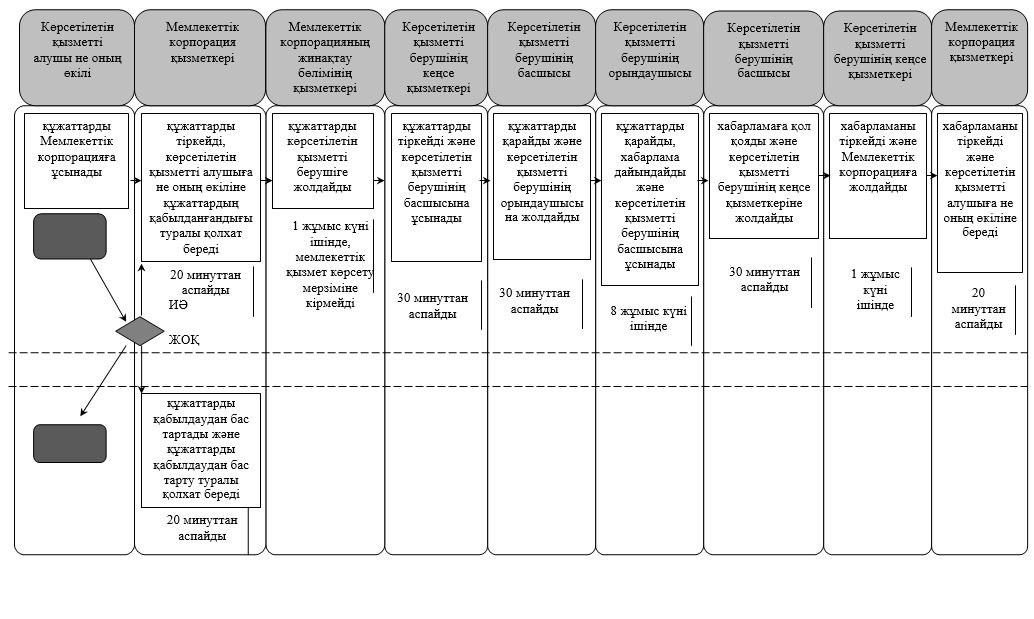 Көрсетілетін
қызметті
алушы не оның
өкілі
Мемлекеттік
корпорация
қызметкері
Мемлекеттік
корпорацияның
жинақтау
бөлімінің
қызметкері
Көрсетілетін
қызметті
берушінің
кеңсе
қызметкері
Көрсетілетін
қызметті
берушінің
басшысы
Көрсетілетін
қызметті
берушінің
орындаушысы
Көрсетілетін
қызметті
берушінің
басшысы
Көрсетілетін
қызметті
берушінің кеңсе
қызметкері
Мемлекеттік
корпорация
қызметкері
құжаттарды
Мемлекеттік
корпорацияға
ұсынады
құжаттарды
тіркейді,
көрсетілетін
қызметті алушыға
не оның өкіліне
құжаттардың
қабылданғандығы
туралы қолхат
береді
20 минуттан
аспайды
ИӘ
ЖОҚ
құжаттарды
қабылдаудан бас
тартады және
құжаттарды
қабылдаудан бас
тарту туралы
қолхат береді
20 минуттан
аспайды
құжаттарды
көрсетілетін
қызметті
берушіге
жолдайды
1 жұмыс күні
ішінде,
мемлекеттік
қызмет көрсету
мерзіміне
кірмейді
құжаттарды
тіркейді және
көрсетілетін
қызметті
берушінің
басшысына
ұсынады
30 минуттан
аспайды
құжаттарды
қарайды және
көрсетілетін
қызметті
берушінің
орындаушысы
на жолдайды
30 минуттан
аспайды
құжаттарды
қарайды,
хабарлама
дайындайды
және
көрсетілетін
қызметті
берушінің
басшысына
ұсынады
8 жұмыс күні
ішінде
хабарламаға қол
қояды және
көрсетілетін
қызметті
берушінің кеңсе
қызметкеріне
жолдайды
30 минуттан
аспайды
хабарламаны
тіркейді және
Мемлекеттік
корпорацияға
жолдайды
1 жұмыс
күні
ішінде
хабарламаны
тіркейді
және
көрсетілетін
қызметті
алушыға не
оның өкіліне
береді
20
минуттан
аспайды